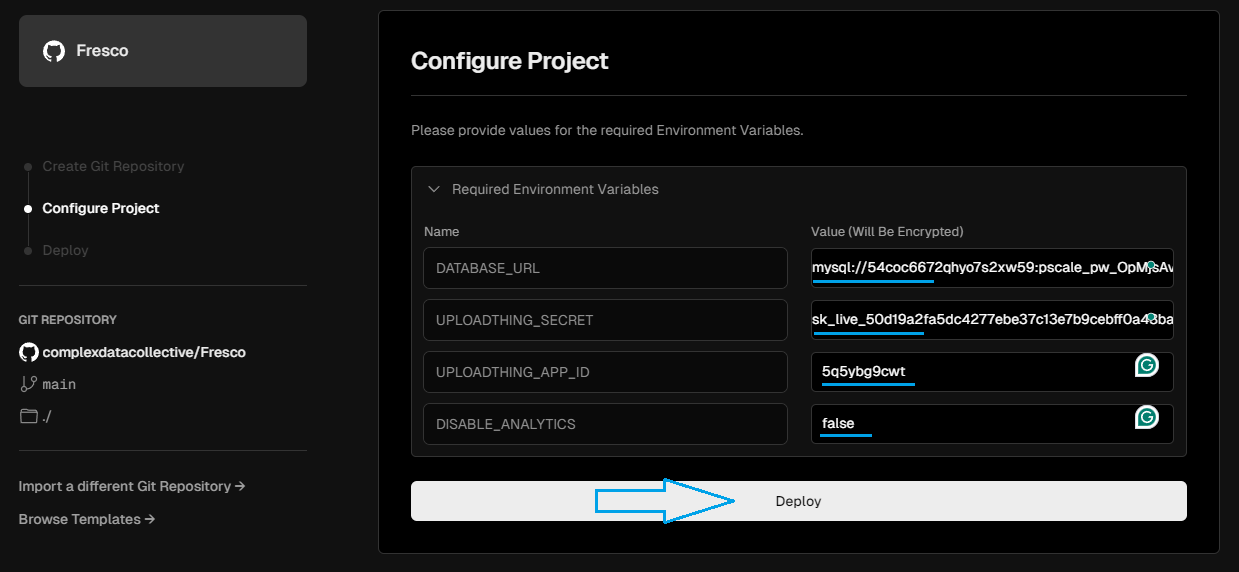 Fresco
Create Git Repository
Configure Project
Deploy
GIT REPOSITORY
complexdatacollective/Fresco
main
./
Import a different Git Repository →
Browse Templates →
Configure Project
Please provide values for the required Environment Variables.
Required Environment Variables
Name Value (Will Be Encrypted)
DATABASE_URL mysql://54coc6672qhyo7s2xw59:pscale_pw_
UPLOADTHING_SECRET
UPLOADTHING_APP_ID 5q5ybg9cwt
DISABLE_ANALYTICS false
Deploy